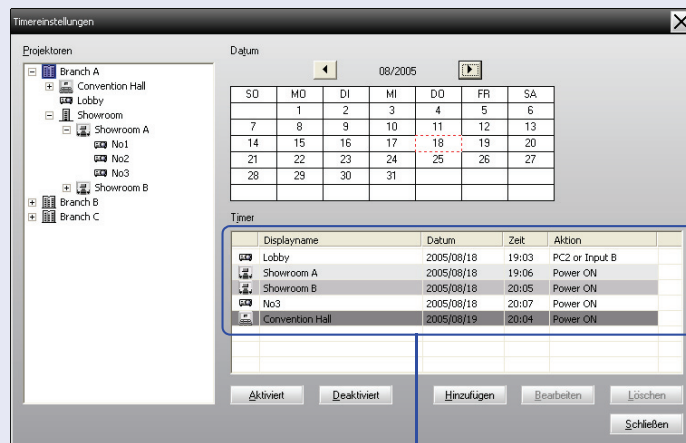 Timereinstellungen
Projektoren
Branch A
Convention Hall
Lobby
Showroom
Showroom A
No1
No2
No3
Showroom B
Branch B
Branch C
Datum
08/2005
SO MO DI MI DO FR SA
1 2 3 4 5 6
7 8 9 10 11 12 13
14 15 16 17 18 19 20
21 22 23 24 25 26 27
28 29 30 31
Timer
Displayname Datum Zeit Aktion
Lobby 2005/08/18 19:03 PC2 or Input B
Showroom A 2005/08/18 19:06 Power ON
Showroom B 2005/08/18 20:05 Power ON
No3 2005/08/18 20:07 Power ON
Convention Hall 2005/08/19 20:04 Power ON
Aktiviert Deaktiviert Hinzufügen Bearbeiten Löschen
Schließen